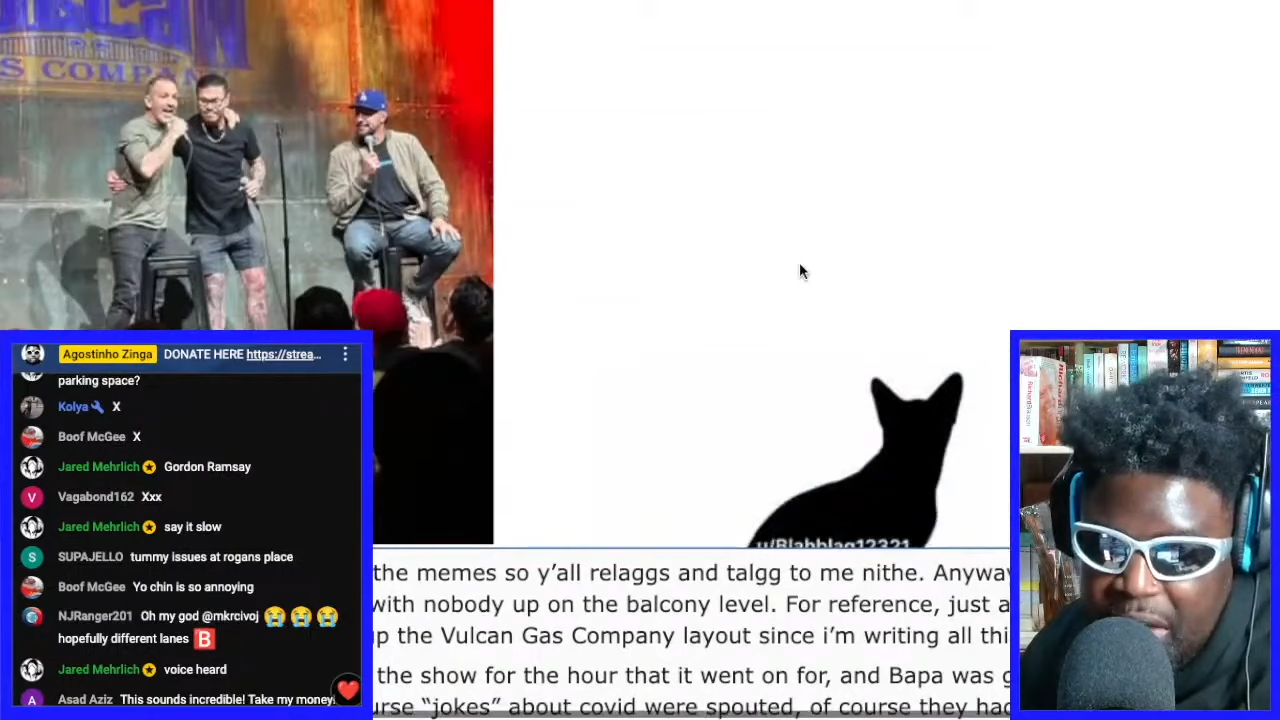 S COMPANY
Agostinho Zinga DONATE HERE https://strea...
parking space?
Kolya X
Boof McGee X
Jared Mehrlich Gordon Ramsay
V Vagabond162 Xxx
Jared Mehrlich say it slow
S SUPAJELLO tummy issues at rogans place
Boof McGee Yo chin is so annoying
NJRanger201 Oh my god @mkrcivoj 😭😭😭
hopefully different lanes B
Jared Mehrlich voice heard
A Asad Aziz This sounds incredible! Take my money!
u/Blahblag12321
the memes so y'all relaggs and talgg to me nithe. Anyway
with nobody up on the balcony level. For reference, just a
up the Vulcan Gas Company layout since i'm writing all thi
the show for the hour that it went on for, and Bapa was g
urse “jokes” about covid were spouted, of course they had